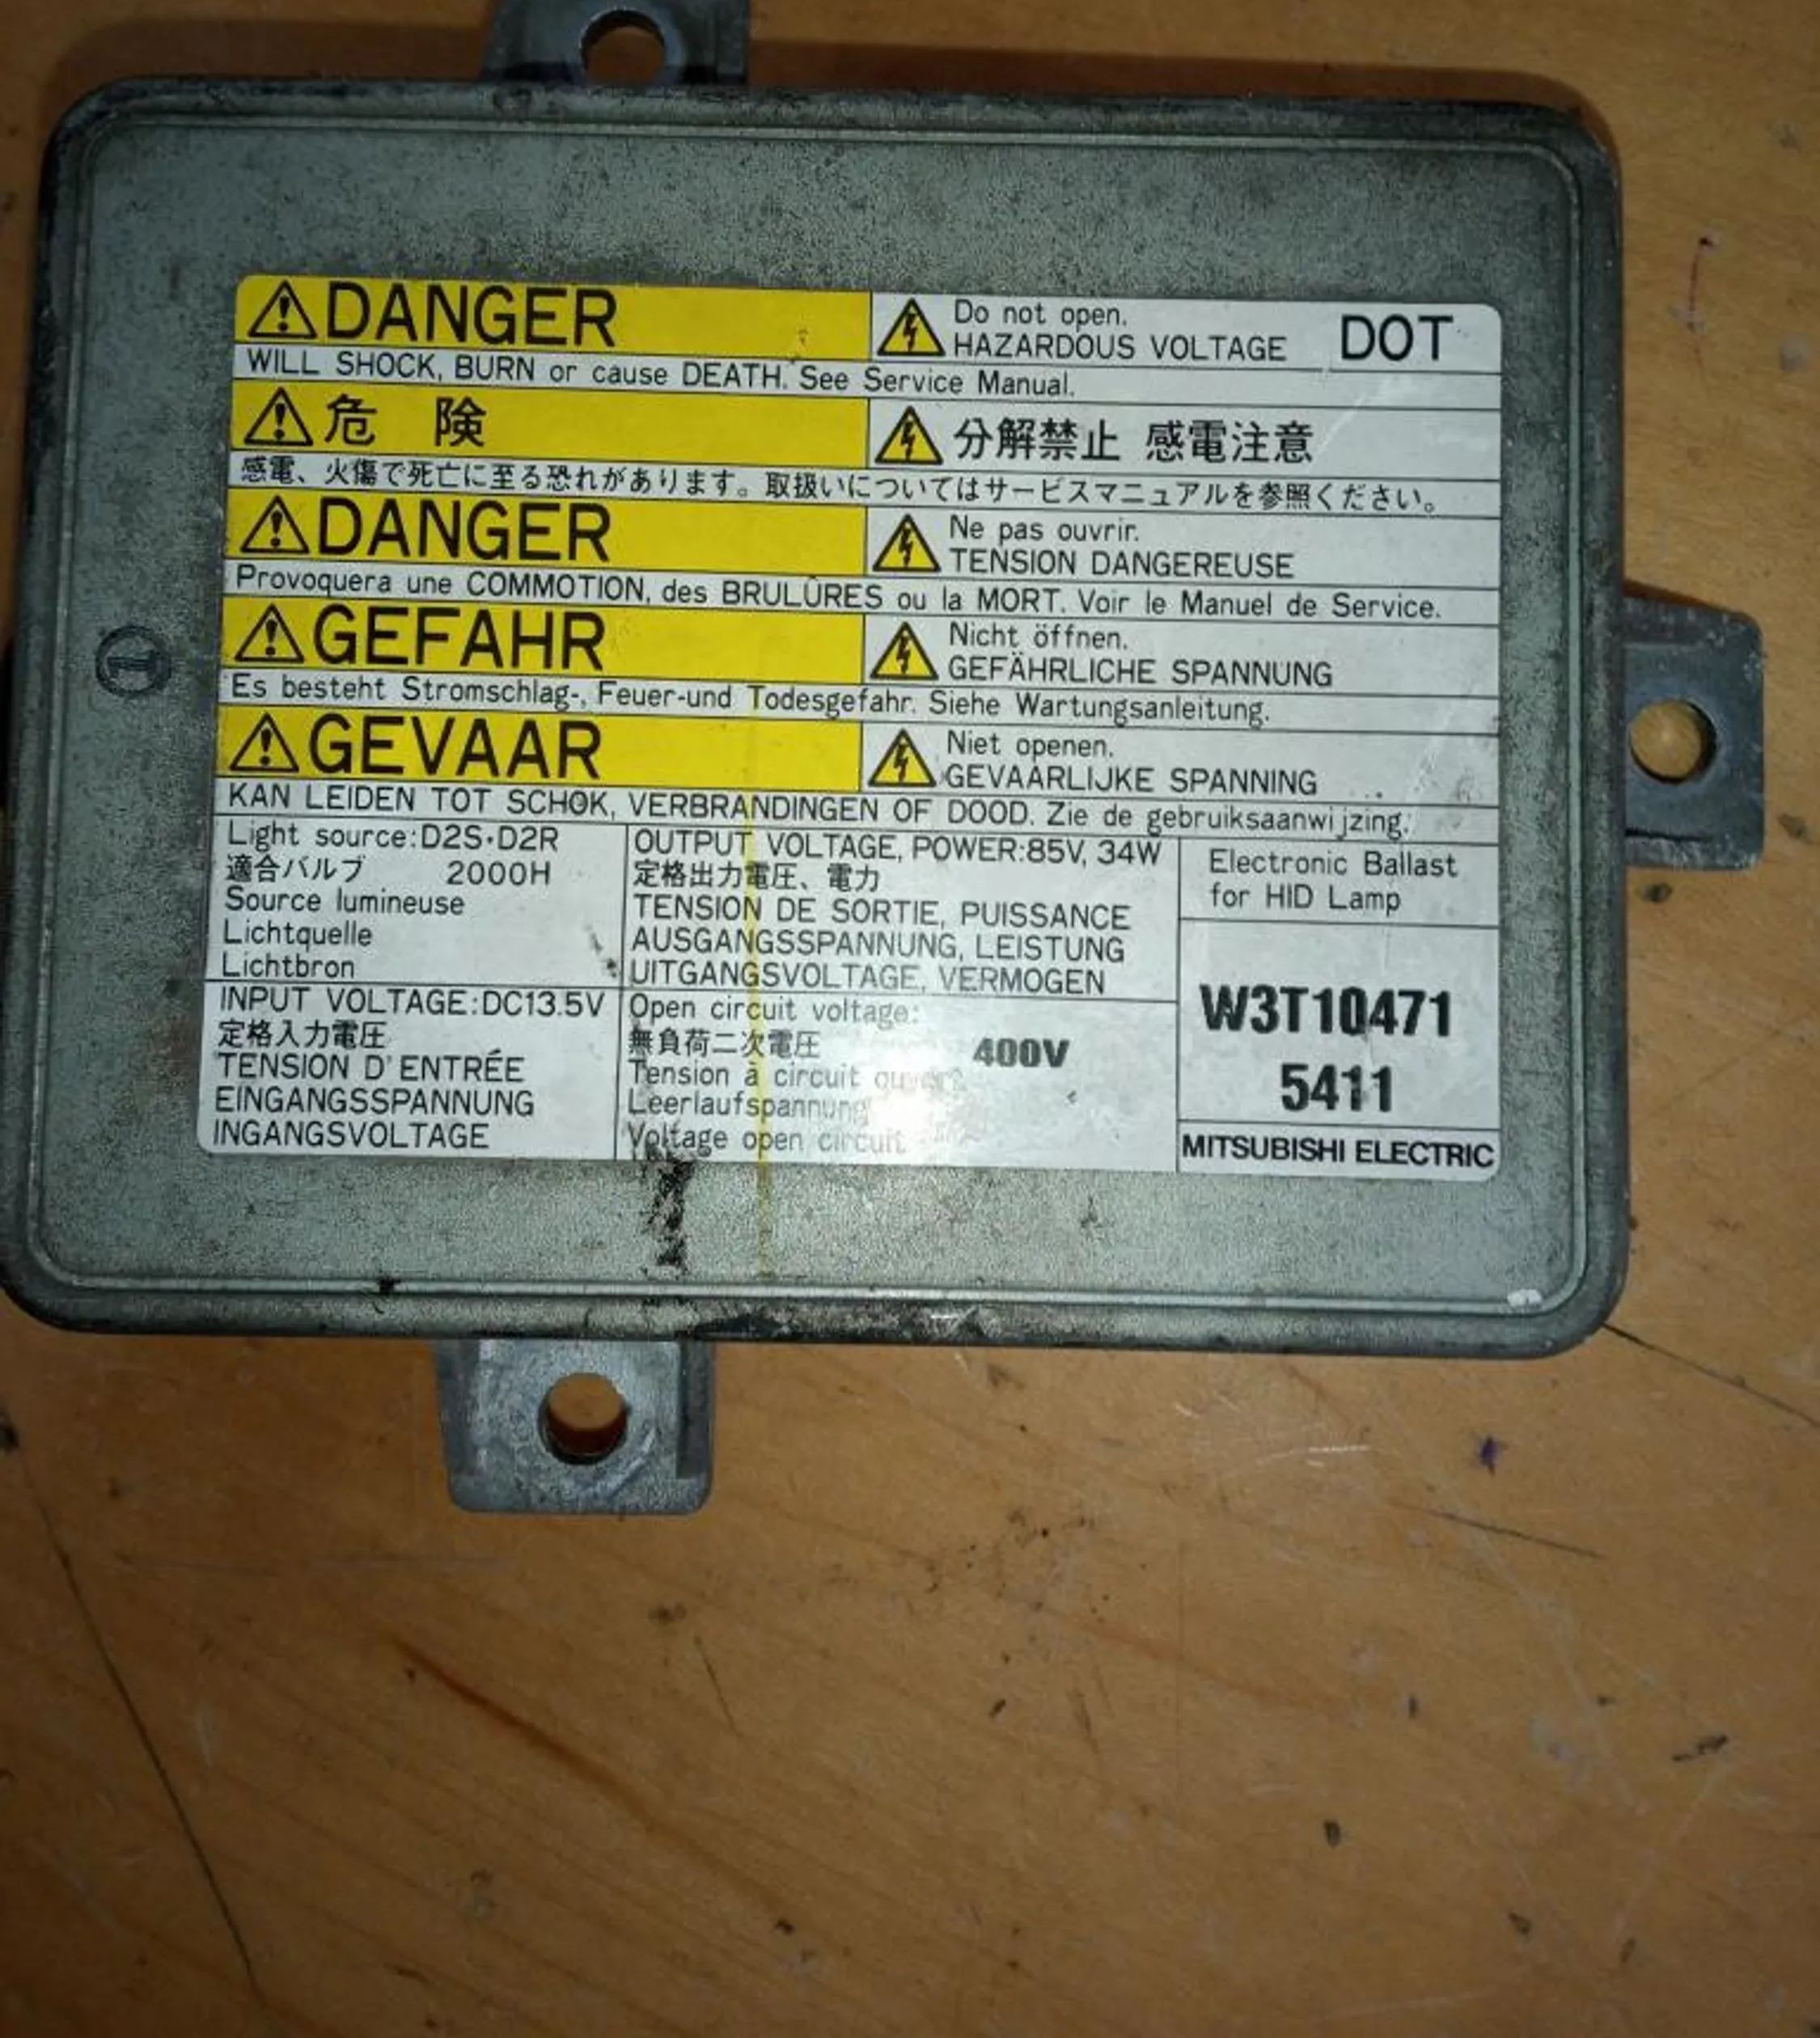 DANGER
Do not open.
HAZARDOUS VOLTAGE
DOT
WILL SHOCK, BURN or cause DEATH. See Service Manual.
危 険
分解禁止 感電注意
感電、火傷で死亡に至る恐れがあります。取扱いについてはサービスマニュアルを参照ください。
DANGER
Ne pas ouvrir.
TENSION DANGEREUSE
Provoquera une COMMOTION, des BRULÛRES ou la MORT. Voir le Manuel de Service.
GEFAHR
Nicht öffnen.
GEFÄHRLICHE SPANNUNG
Es besteht Stromschlag-, Feuer-und Todesgefahr. Siehe Wartungsanleitung.
GEVAAR
Niet openen.
GEVAARLIJKE SPANNING
KAN LEIDEN TOT SCHOK, VERBRANDINGEN OF DOOD. Zie de gebruiksaanwijzing.
Light source:D2S·D2R
適合バルブ 2000H
Source lumineuse
Lichtquelle
Lichtbron
OUTPUT VOLTAGE, POWER:85V, 34W
定格出力電圧、電力
TENSION DE SORTIE, PUISSANCE
AUSGANGSSPANNUNG, LEISTUNG
UITGANGSVOLTAGE, VERMOGEN
Electronic Ballast
for HID Lamp
INPUT VOLTAGE:DC13.5V
定格入力電圧
TENSION D'ENTRÉE
EINGANGSSPANNUNG
INGANGSVOLTAGE
Open circuit voltage:
無負荷二次電圧 400V
Tension à circuit ouvert
Leerlaufspannung
Voltage open circuit
W3T10471
5411
MITSUBISHI ELECTRIC